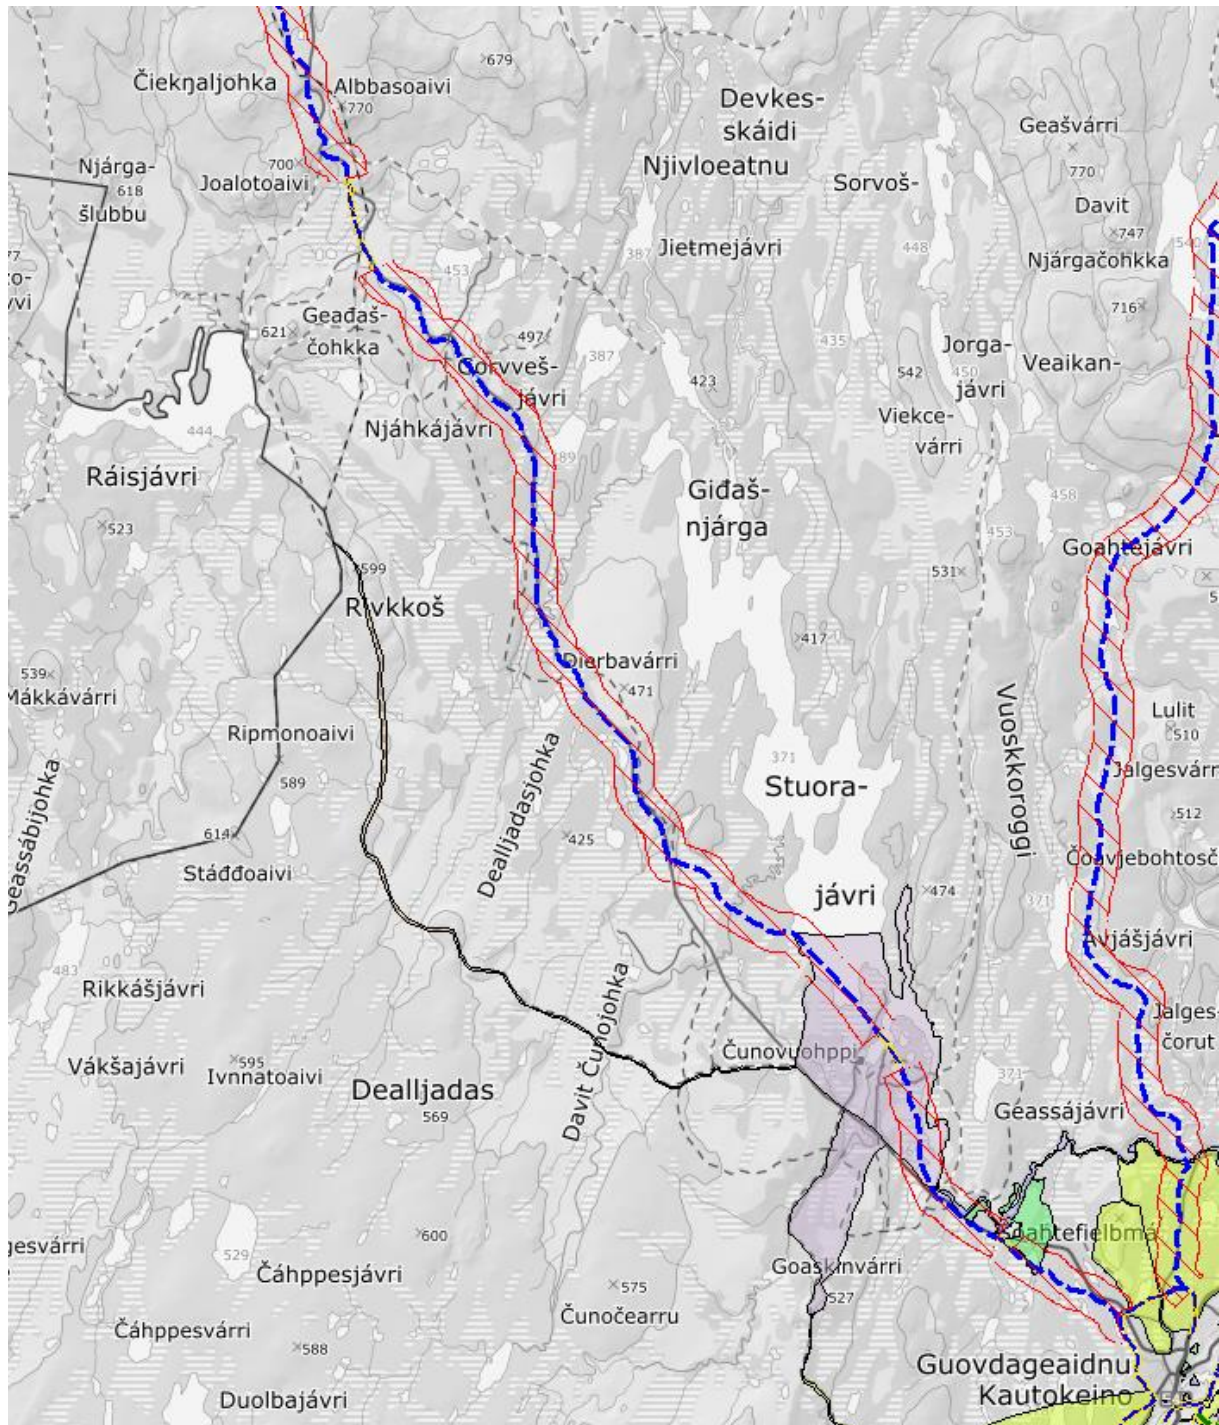 679
Čiekŋaljohka
Albbasoaivi
770
Devkes-
skáidi
Geašvárri
Njárga-
618
šlubbu
700
Joalotoaivi
Njivloeatnu
770
Sorvoš-
Davit
747
Njárgačohkka
Jietmejávri
387
448
540
453
716
Geađaš-
čohkka
621
497
Gorvveš-
jávri
387
435
Jorga-
jávri
542
450
423
Veaikan-
Viekce-
várri
Njáhkájávri
444
Ráisjávri
Giđaš-
njárga
458
453
523
Goahtejávri
599
Rivkkoš
531
417
Dierbavárri
471
539
Mákkávárri
Ripmonoaivi
589
Vuoskkoroggi
Lulit
510
Jalgesvárri
371
Stuora-
jávri
Geassábijohka
Dealljadasjohka
614
425
512
Stáđđoaivi
Čoavjebohtosč
474
371
Avjášjávri
483
Rikkášjávri
Davit Čunojohka
Jalges-
čorut
Vákšajávri
595
Ivnnatoaivi
Čunovuohppi
Dealljadas
569
371
Geassájávri
600
gesvárri
529
Čáhppesjávri
575
Čunočearru
Goaskinvárri
527
Čáhppesvárri
588
Duolbajávri
Guovdageaidnu
Kautokeino